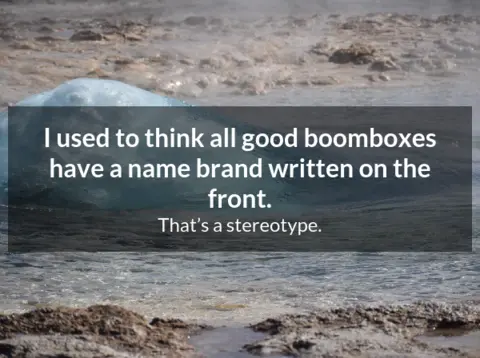 I used to think all good boomboxes
have a name brand written on the
front.
That's a stereotype.